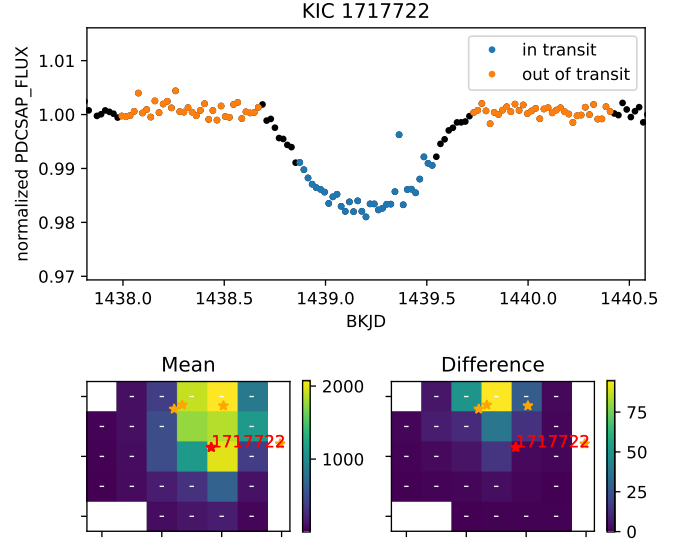 KIC 1717722
normalized PDCSAP_FLUX
1.01
1.00
0.99
0.98
0.97
in transit
out of transit
1438.0 1438.5 1439.0 1439.5 1440.0 1440.5
BKJD
Mean
1717722
2000
1000
Difference
1717722
75
50
25
0